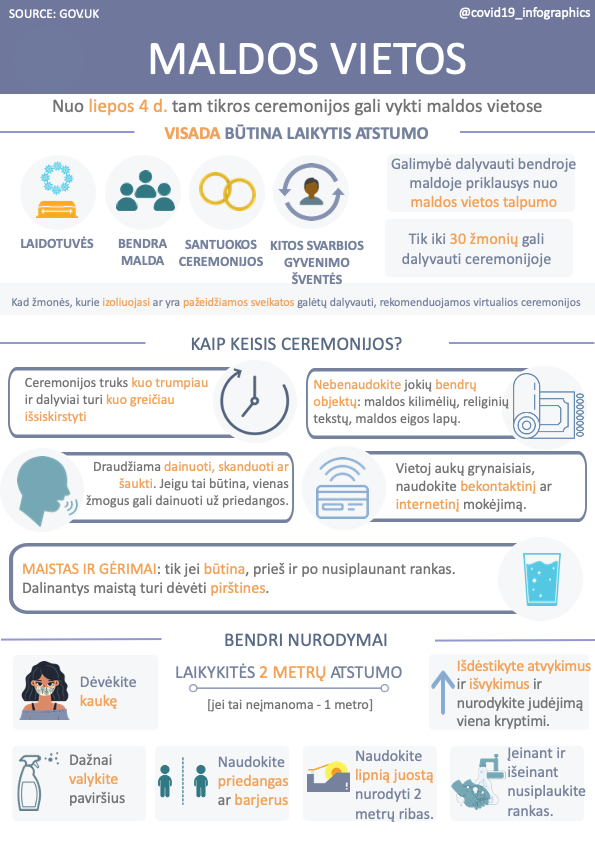 SOURCE: GOV.UK
@covid19_infographics
MALDOS VIETOS
Nuo liepos 4 d. tam tikros ceremonijos gali vykti maldos vietose
VISADA BŪTINA LAIKYTIS ATSTUMO
LAIDOTUVĖS
BENDRA
MALDA
SANTUOKOS
CEREMONIJOS
KITOS SVARBIOS
GYVENIMO
ŠVENTĖS
Galimybė dalyvauti bendroje
maldoje priklausys nuo
maldos vietos talpumo
Tik iki 30 žmonių gali
dalyvauti ceremonijoje
Kad žmonės, kurie izoliuojasi ar yra pažeidžiamos sveikatos galėtų dalyvauti, rekomenduojamos virtualios ceremonijos
KAIP KEISIS CEREMONIJOS?
Ceremonijos truks kuo trumpiau
ir dalyviai turi kuo greičiau
išsiskirstyti
Nebenaudokite jokių bendrų
objektų: maldos kilimėlių, religinių
tekstų, maldos eigos lapų.
Draudžiama dainuoti, skanduoti ar
šaukti. Jeigu tai būtina, vienas
žmogus gali dainuoti už priedangos.
Vietoj aukų grynaisiais,
naudokite bekontaktinį ar
internetinį mokėjimą.
MAISTAS IR GĖRIMAI: tik jei būtina, prieš ir po nusiplaunant rankas.
Dalinantys maistą turi dėvėti pirštines.
BENDRI NURODYMAI
Dėvėkite
kaukę
LAIKYKITĖS 2 METRŲ ATSTUMO
[jei tai neįmanoma - 1 metro]
Išdėstikyte atvykimus
ir išvykimus ir
nurodykite judėjimą
viena kryptimi.
Dažnai
valykite
paviršius
Naudokite
priedangas
ar barjerus
Naudokite
lipnią juostą
nurodyti 2
metrų ribas.
Įeinant ir
išeinant
nusiplaukite
rankas.